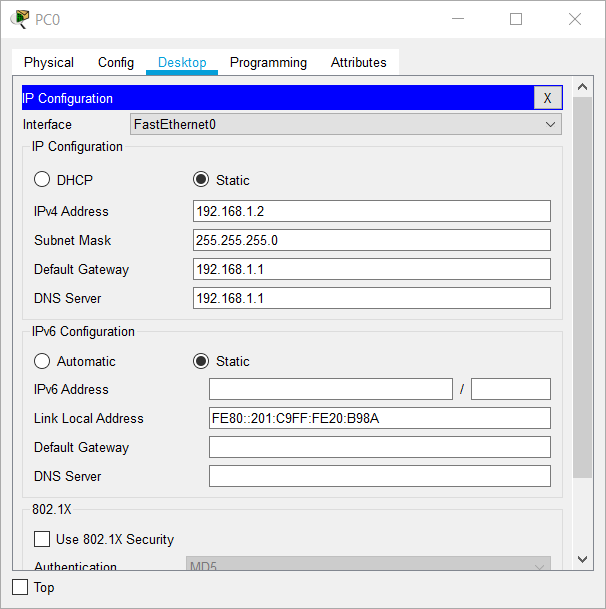 PC0
Physical Config Desktop Programming Attributes
IP Configuration X
Interface FastEthernet0
IP Configuration
DHCP Static
IPv4 Address 192.168.1.2
Subnet Mask 255.255.255.0
Default Gateway 192.168.1.1
DNS Server 192.168.1.1
IPv6 Configuration
Automatic Static
IPv6 Address /
Link Local Address FE80::201:C9FF:FE20:B98A
Default Gateway
DNS Server
802.1X
Use 802.1X Security
Authentication MD5
Top